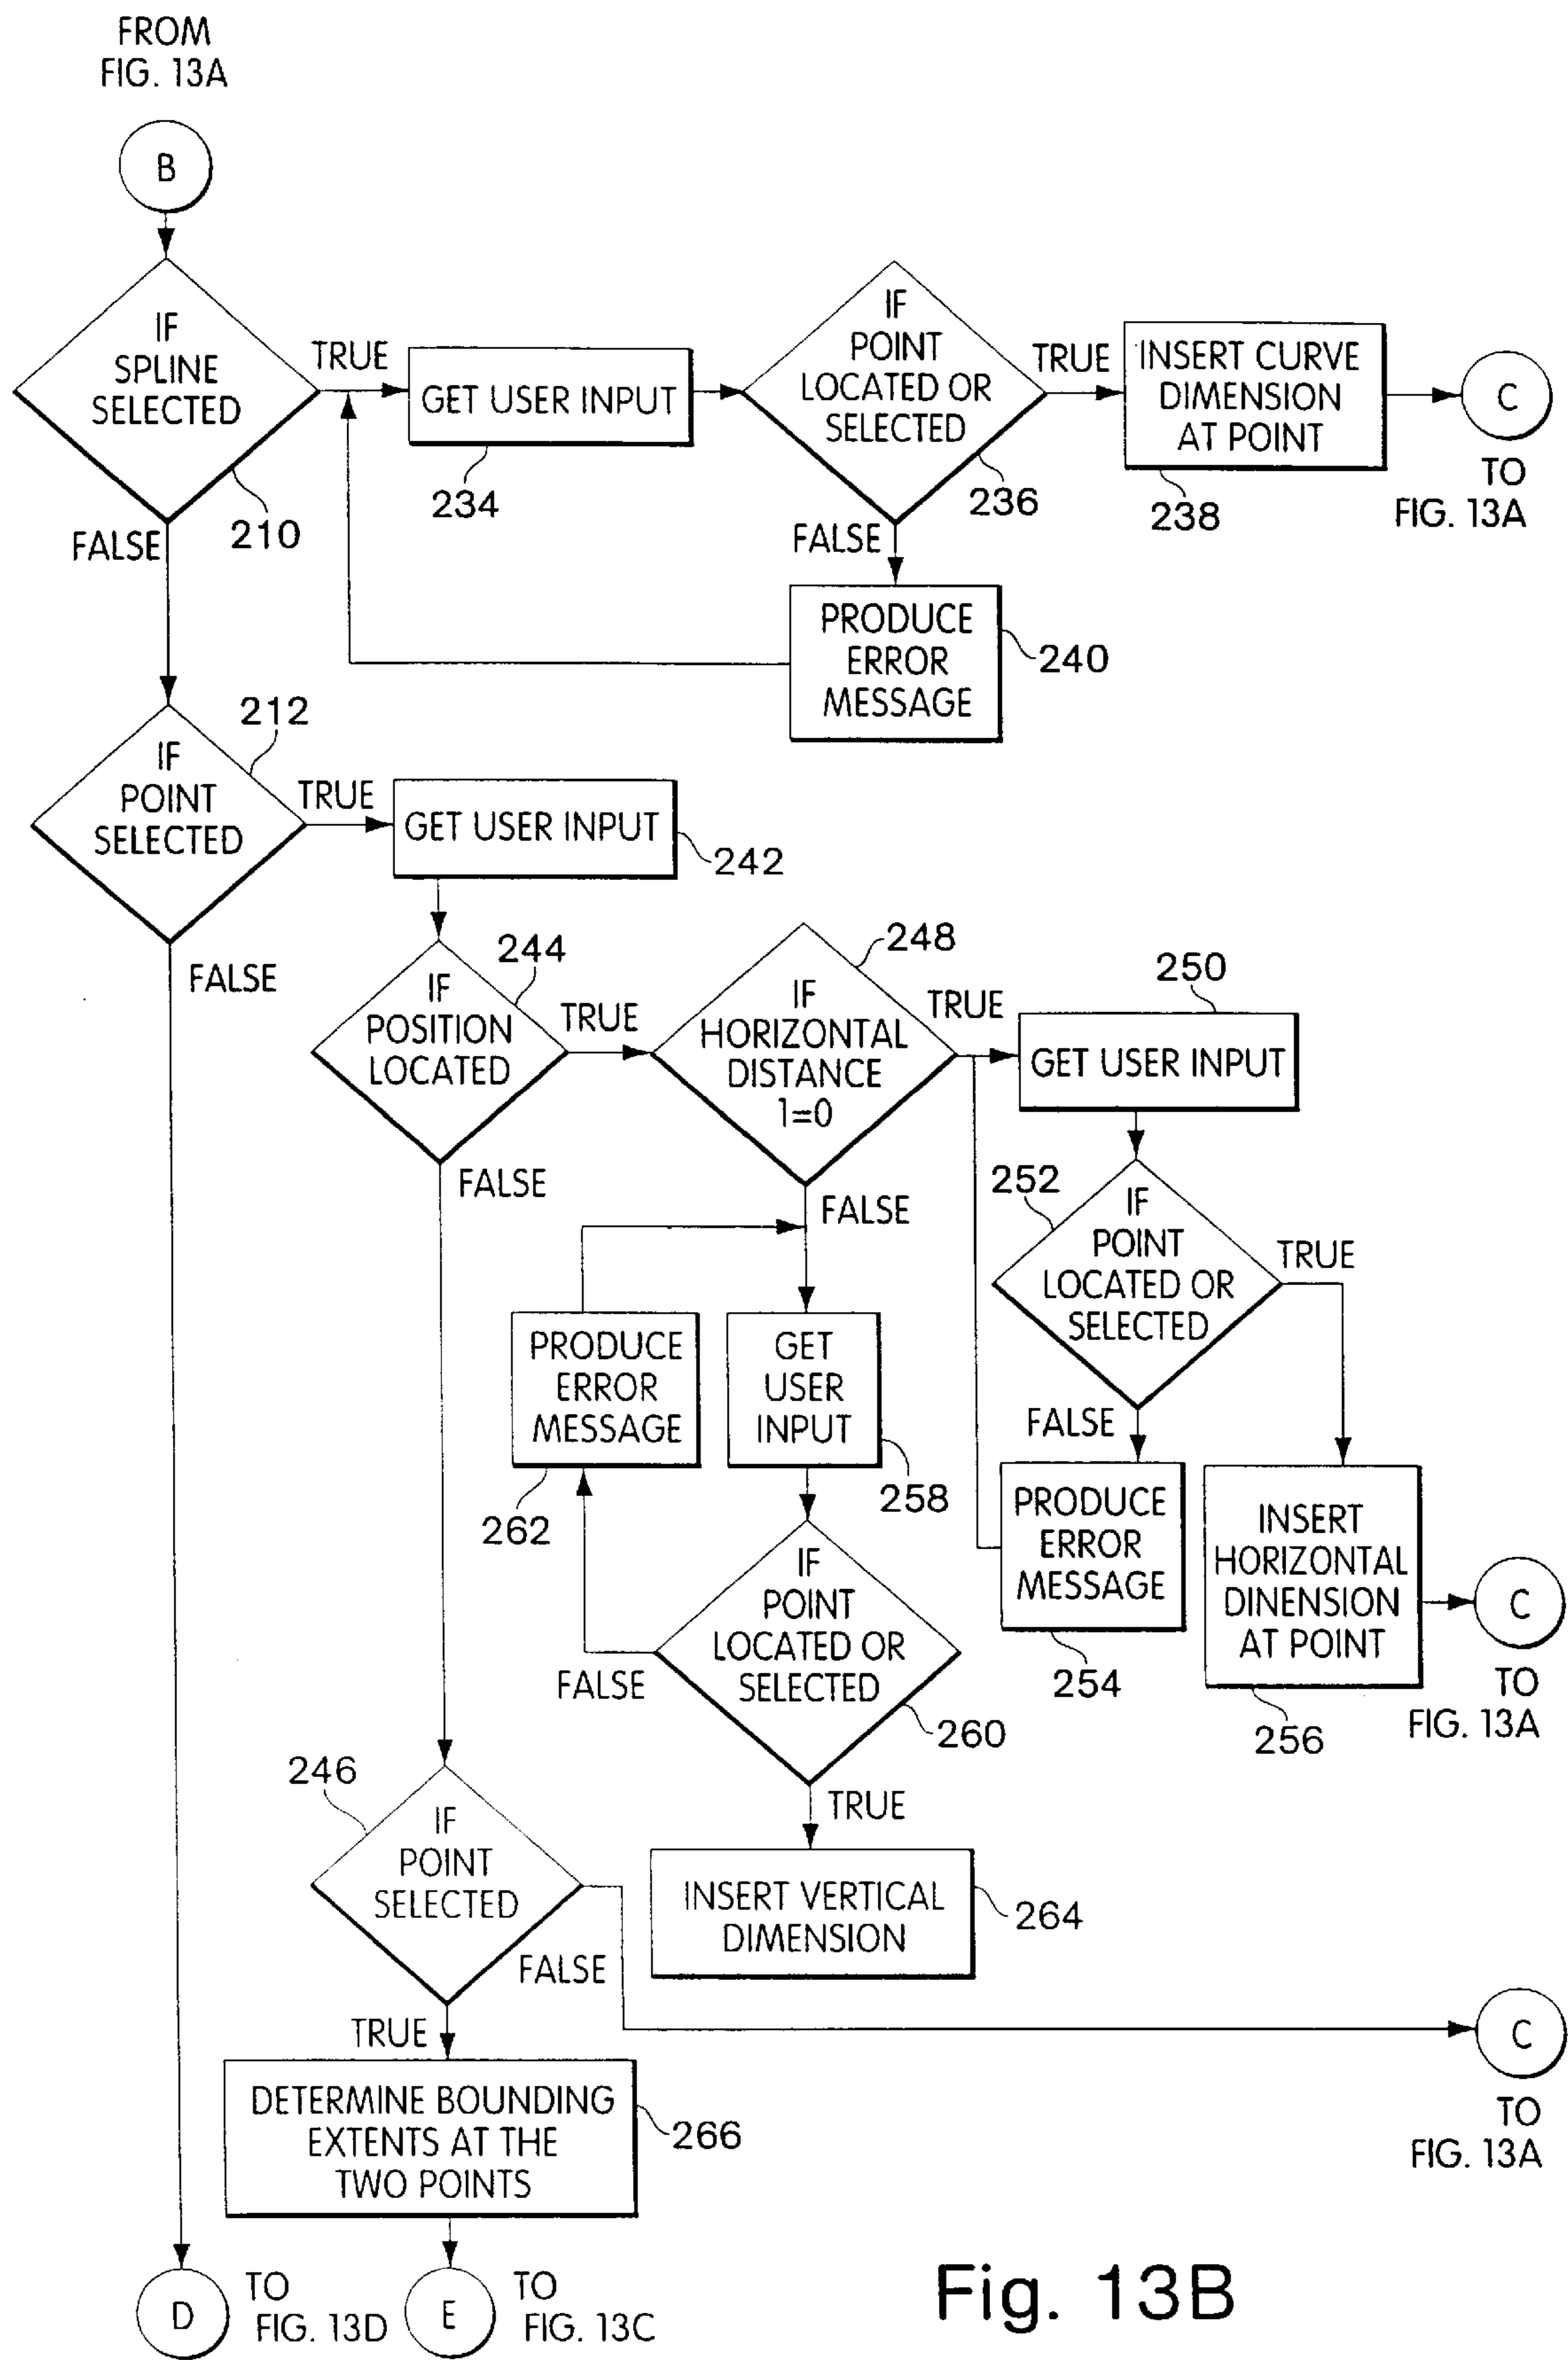 FROM
FIG. 13A
B
IF
SPLINE
SELECTED
210
TRUE
GET USER INPUT
234
IF
POINT
LOCATED OR
SELECTED
236
TRUE
INSERT CURVE
DIMENSION
AT POINT
238
C
TO
FIG. 13A
FALSE
FALSE
PRODUCE
ERROR
MESSAGE
240
212
IF
POINT
SELECTED
TRUE
GET USER INPUT
242
FALSE
244
IF
POSITION
LOCATED
TRUE
248
IF
HORIZONTAL
DISTANCE
1=0
TRUE
250
GET USER INPUT
FALSE
FALSE
252
IF
POINT
LOCATED OR
SELECTED
TRUE
PRODUCE
ERROR
MESSAGE
262
GET
USER
INPUT
258
FALSE
PRODUCE
ERROR
MESSAGE
254
INSERT
HORIZONTAL
DINENSION
AT POINT
256
C
TO
FIG. 13A
IF
POINT
LOCATED OR
SELECTED
FALSE
260
TRUE
246
IF
POINT
SELECTED
INSERT VERTICAL
DIMENSION
264
FALSE
TRUE
C
TO
FIG. 13A
DETERMINE BOUNDING
EXTENTS AT THE
TWO POINTS
266
D
TO
FIG. 13D
E
TO
FIG. 13C
Fig. 13B